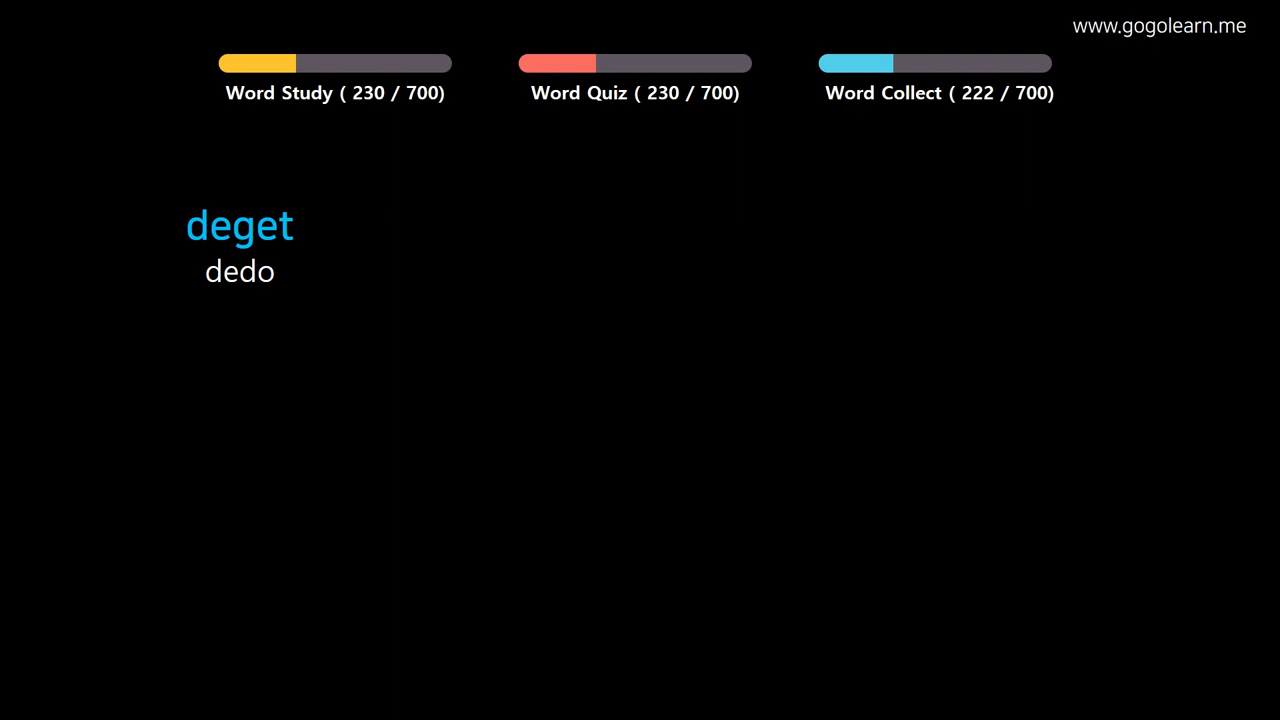 www.gogolearn.me
Word Study ( 230 / 700)
Word Quiz ( 230 / 700)
Word Collect ( 222 / 700)
deget
dedo